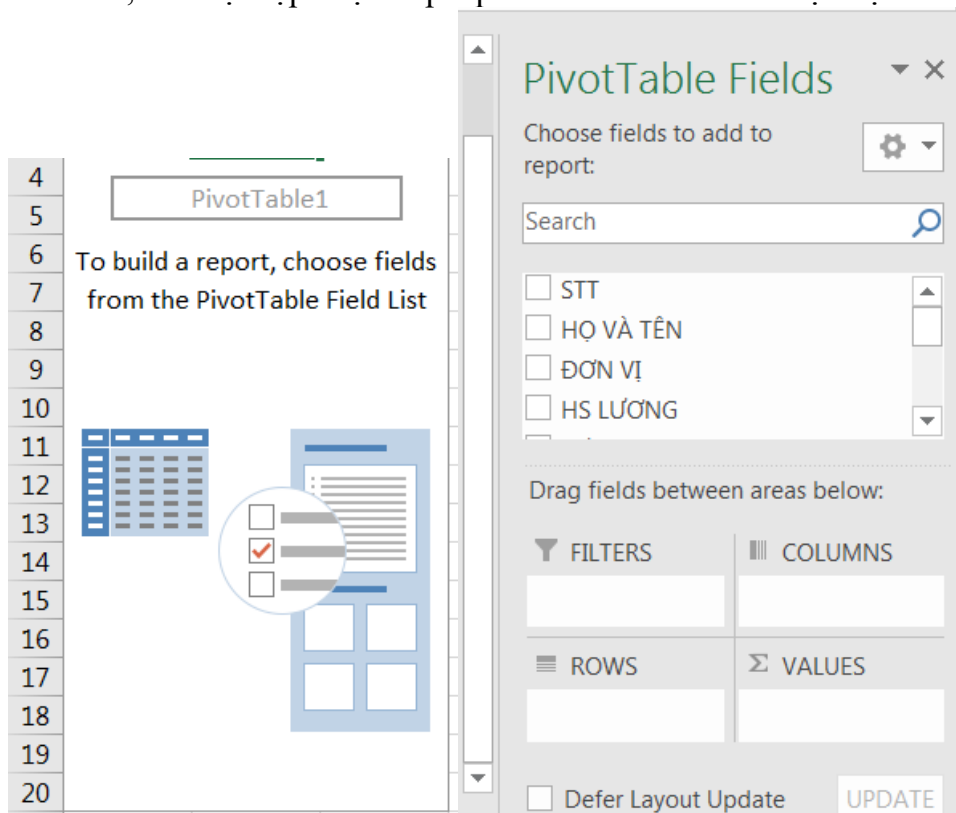 4
5
6
7
8
9
10
11
12
13
14
15
16
17
18
19
20
PivotTable1
To build a report, choose fields
from the PivotTable Field List
PivotTable Fields
Choose fields to add to
report:
Search
STT
HỌ VÀ TÊN
ĐƠN VỊ
HS LƯƠNG
Drag fields between areas below:
FILTERS
COLUMNS
ROWS
Σ VALUES
Defer Layout Update
UPDATE